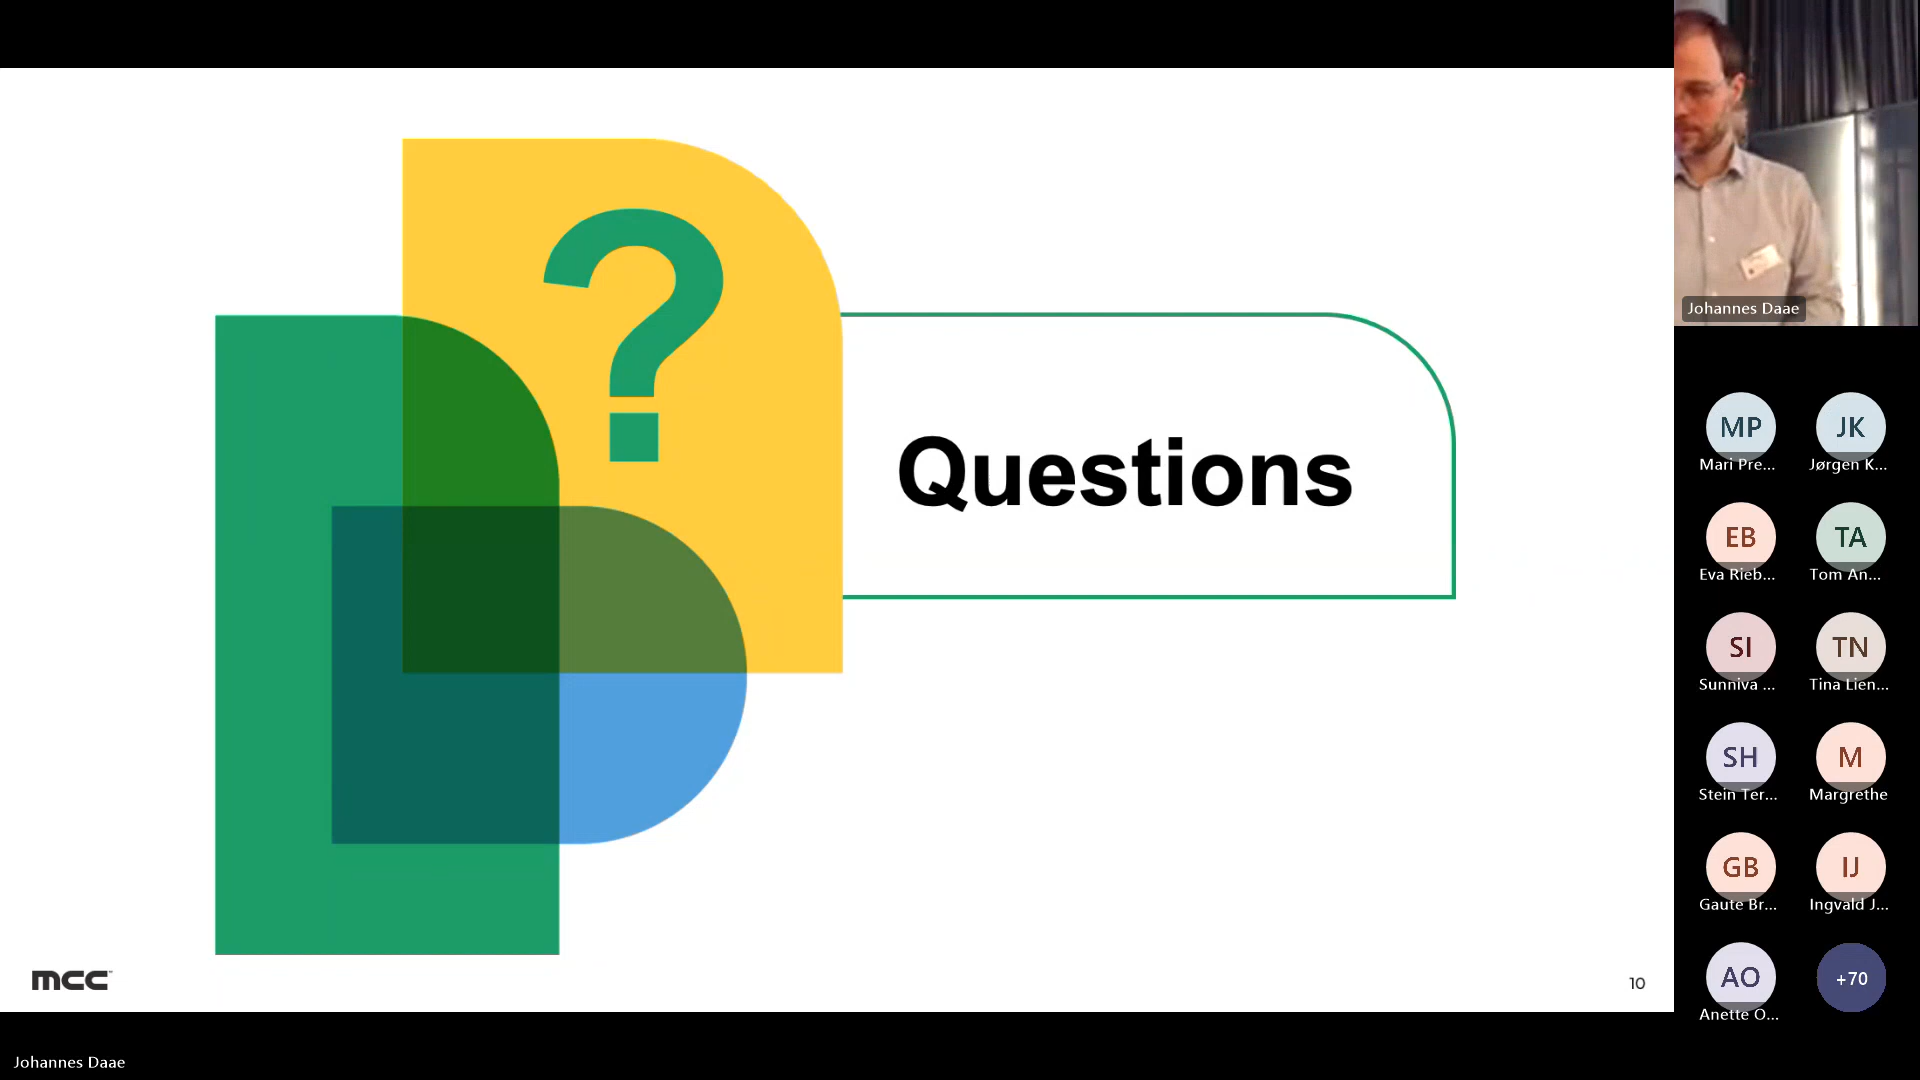 ?
Questions
mcc
10
Johannes Daae
MP
Mari Pre...
JK
Jørgen K...
EB
Eva Rieb...
TA
Tom An...
SI
Sunniva ...
TN
Tina Lien...
SH
Stein Ter...
M
Margrethe
GB
Gaute Br...
IJ
Ingvald J...
AO
Anette O...
+70
Johannes Daae